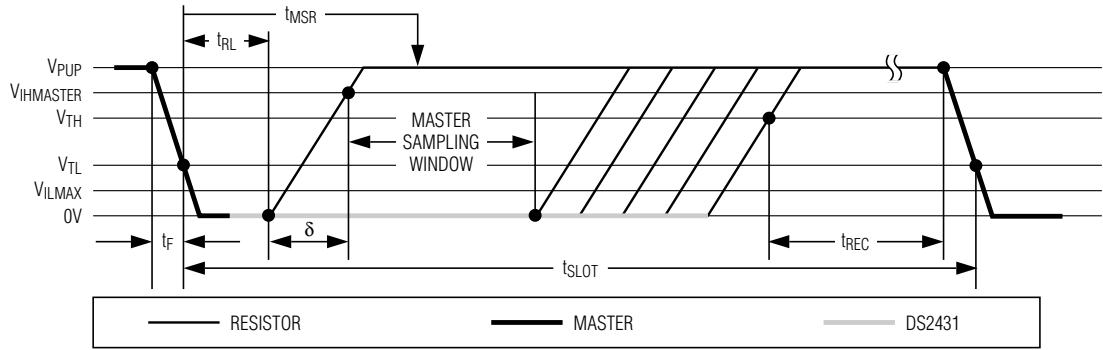 tMSR
tRL
VPUP
VIHMASTER
VTH
MASTER
SAMPLING
WINDOW
VTL
VILMAX
0V
tF
δ
tREC
tSLOT
RESISTOR MASTER DS2431